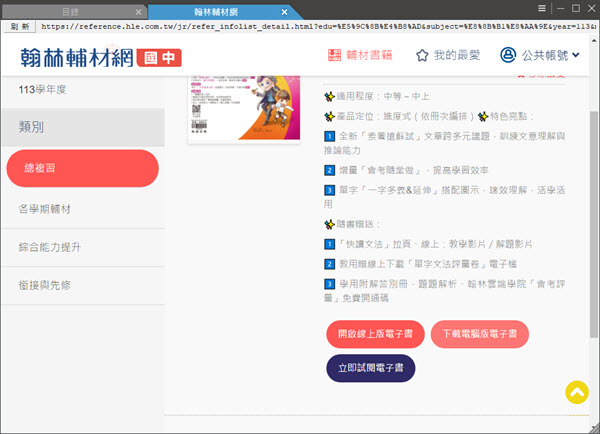 目錄
翰林輔材網
刷 新
https://reference.hle.com.tw/jr/refer_infolist_detail.html?edu=%E5%9C%8B%E4%B8%AD&subject=%E8%8B%B1%E8%AA%9E&year=113&
翰林輔材網 國中
輔材書籍
我的最愛
公共帳號
113學年度
類別
總複習
各學期輔材
綜合能力提升
銜接與先修
適用程度：中等～中上
產品定位：進度式（依冊次編排）
特色亮點：
1 全新「素養搶鮮試」文章跨多元議題，訓練文意理解與
推論能力
2 增量「會考隨堂做」，提高學習效率
3 單字「一字多義&延伸」搭配圖示，速效理解、活學活
用
隨書贈送：
1「快讀文法」拉頁、線上：教學影片/解題影片
2 教用贈線上下載「單字文法評量卷」電子檔
3 學用附解答別冊，題題解析，翰林雲端學院「會考評
量」免費開通碼
開啟線上版電子書
下載電腦版電子書
立即試閱電子書